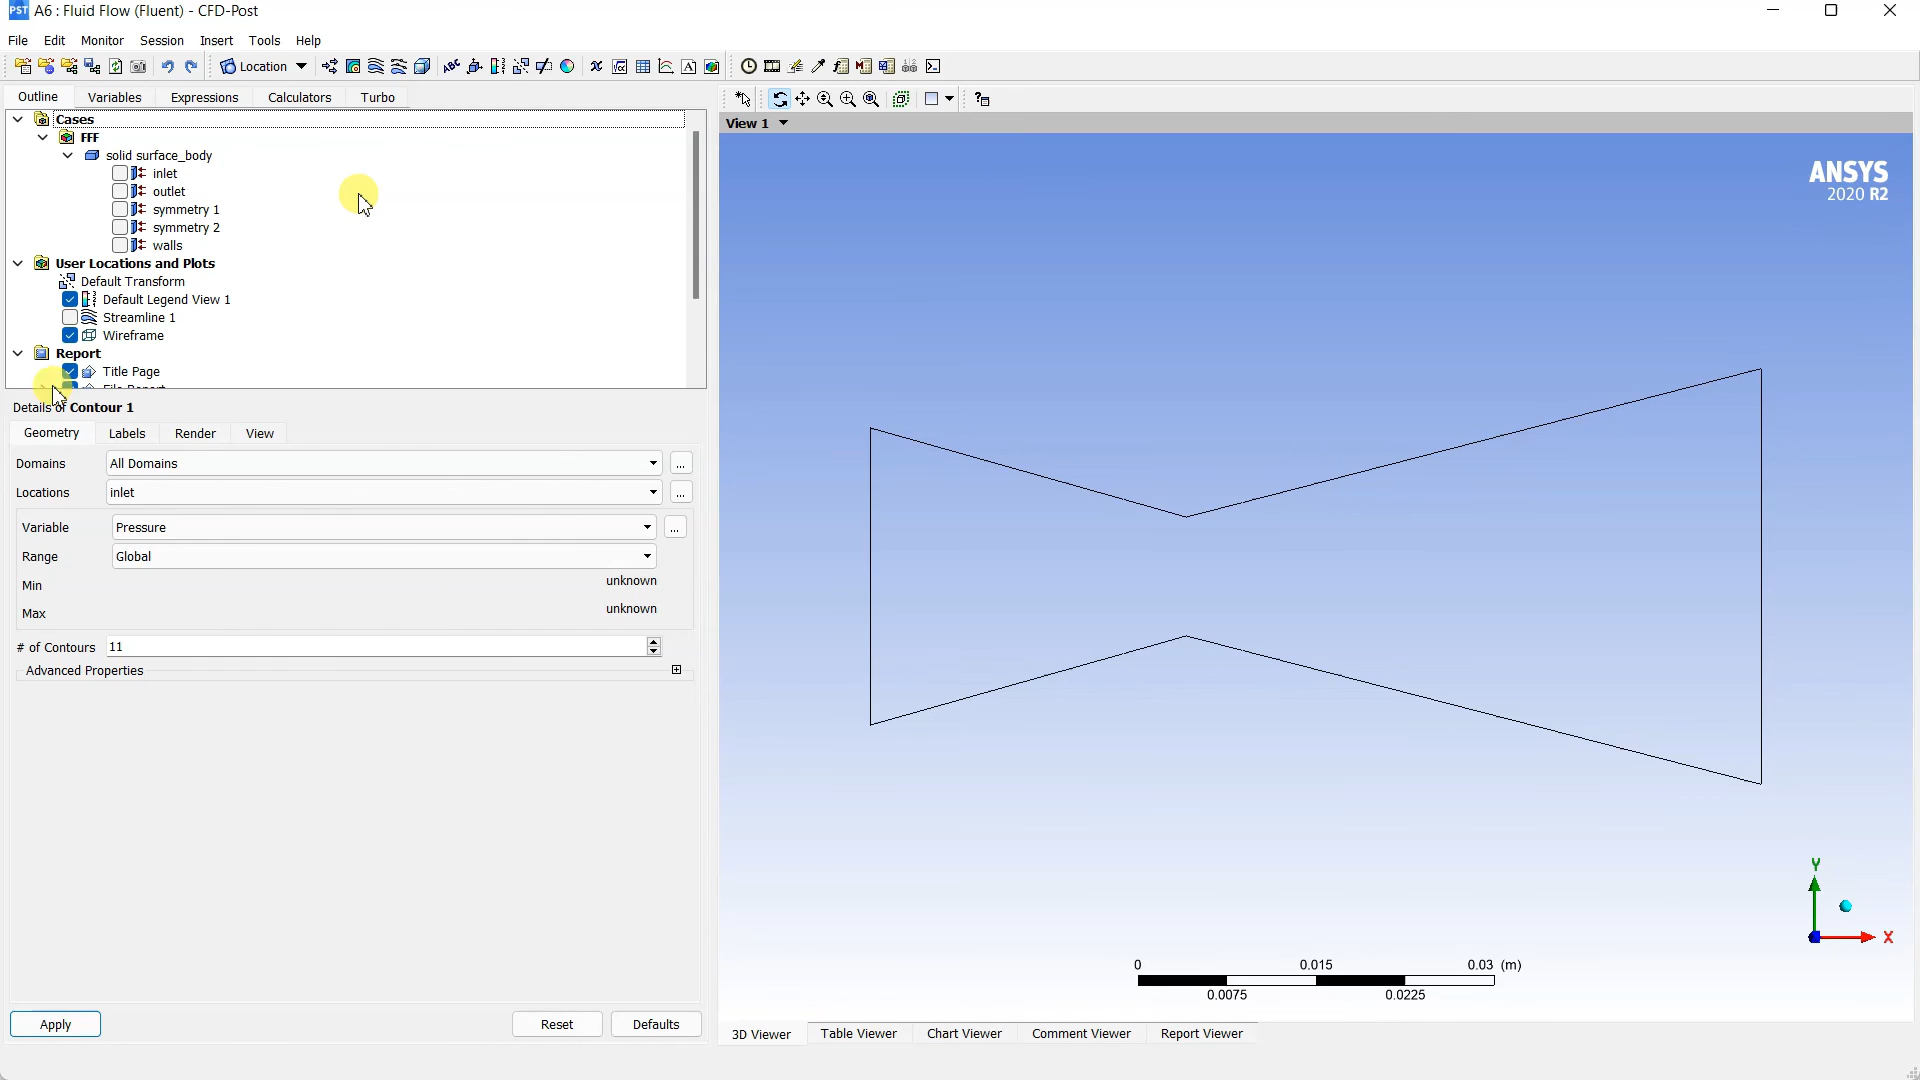 A6 : Fluid Flow (Fluent) - CFD-Post
File Edit Monitor Session Insert Tools Help
Location
Outline Variables Expressions Calculators Turbo
Cases
FFF
solid surface_body
inlet
outlet
symmetry 1
symmetry 2
walls
User Locations and Plots
Default Transform
Default Legend View 1
Streamline 1
Wireframe
Report
Title Page
File Report
Details of Contour 1
Geometry Labels Render View
Domains All Domains ...
Locations inlet ...
Variable Pressure ...
Range Global
Min unknown
Max unknown
# of Contours 11
Advanced Properties
Apply Reset Defaults
View 1
ANSYS
2020 R2
Y
X
0 0.015 0.03 (m)
0.0075 0.0225
3D Viewer Table Viewer Chart Viewer Comment Viewer Report Viewer